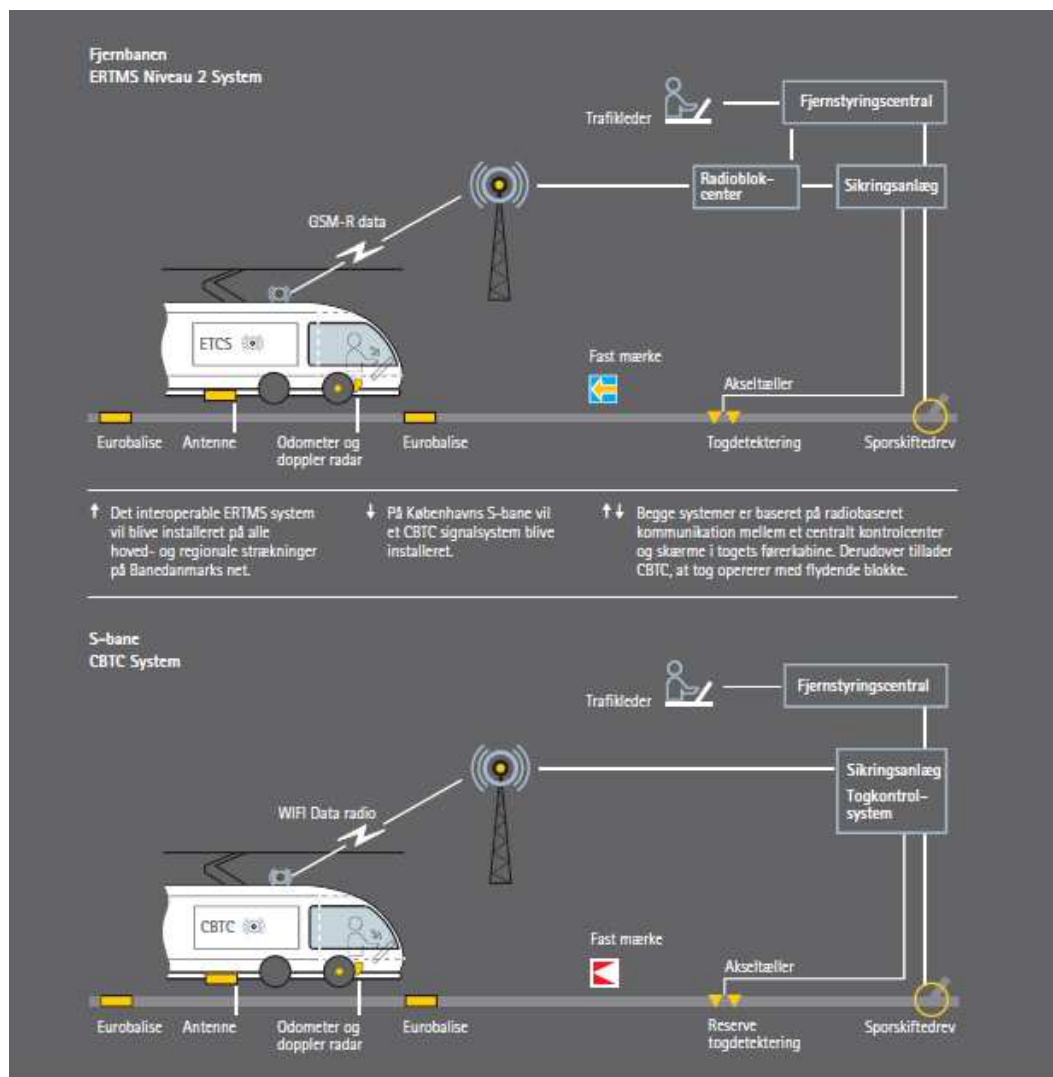 Fjernbanen
ERTMS Niveau 2 System
Trafikleder
Fjernstyringscentral
Radioblok-
center
Sikringsanlæg
GSM-R data
ETCS
Fast mærke
Akseltæller
Eurobalise
Antenne
Odometer og
doppler radar
Eurobalise
Togdetektering
Sporskiftedrev
↑ Det interoperable ERTMS system
vil blive installeret på alle
hoved- og regionale strækninger
på Banedanmarks net.
↓ På Københavns S-bane vil
et CBTC signalsystem blive
installeret.
↑↓ Begge systemer er baseret på radiobaseret
kommunikation mellem et centralt kontrolcenter
og skærme i togets førerkabine. Derudover tillader
CBTC, at tog opererer med flydende blokke.
S-bane
CBTC System
Trafikleder
Fjernstyringscentral
Sikringsanlæg
Togkontrol-
system
WIFI Data radio
CBTC
Fast mærke
Akseltæller
Eurobalise
Antenne
Odometer og
doppler radar
Eurobalise
Reserve
togdetektering
Sporskiftedrev